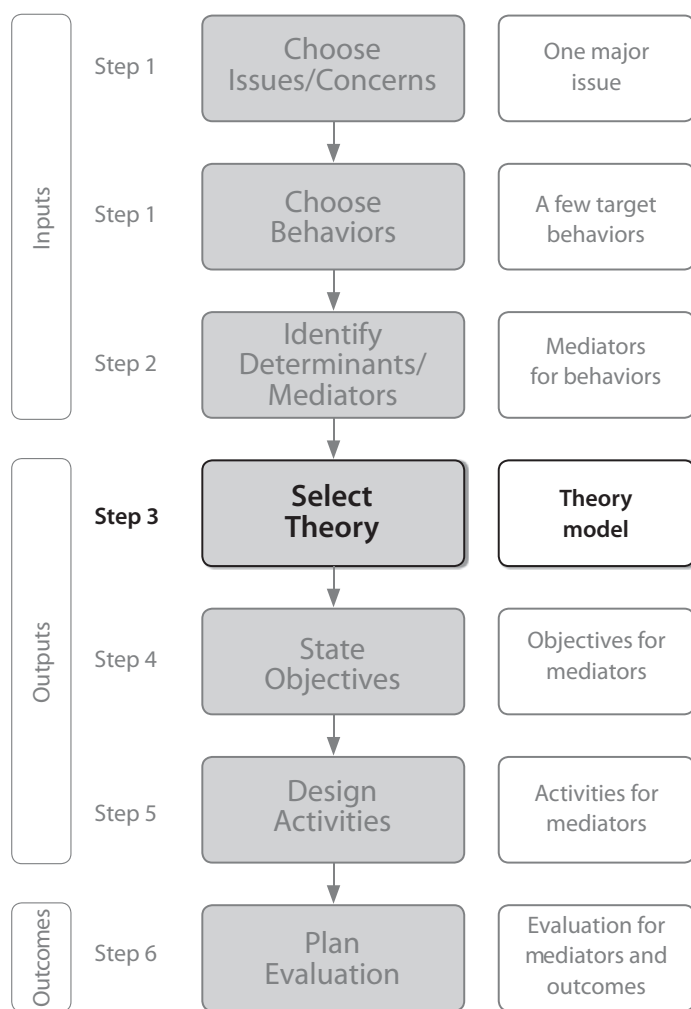 Inputs
Step 1
Choose
Issues/Concerns
One major
issue
Step 1
Choose
Behaviors
A few target
behaviors
Step 2
Identify
Determinants/
Mediators
Mediators
for behaviors
Outputs
Step 3
Select
Theory
Theory
model
Step 4
State
Objectives
Objectives for
mediators
Step 5
Design
Activities
Activities for
mediators
Outcomes
Step 6
Plan
Evaluation
Evaluation for
mediators and
outcomes